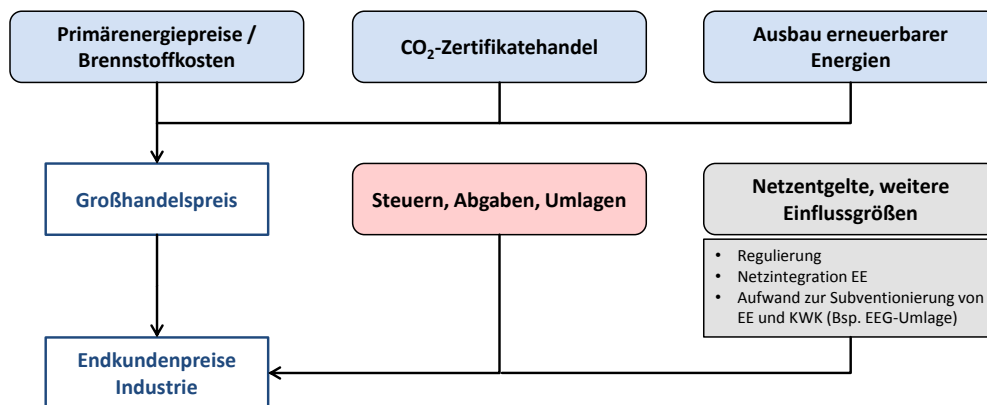 Primärenergiepreise /
Brennstoffkosten
CO₂-Zertifikatehandel
Ausbau erneuerbarer
Energien
Großhandelspreis
Steuern, Abgaben, Umlagen
Netzentgelte, weitere
Einflussgrößen
• Regulierung
• Netzintegration EE
• Aufwand zur Subventionierung von
EE und KWK (Bsp. EEG-Umlage)
Endkundenpreise
Industrie